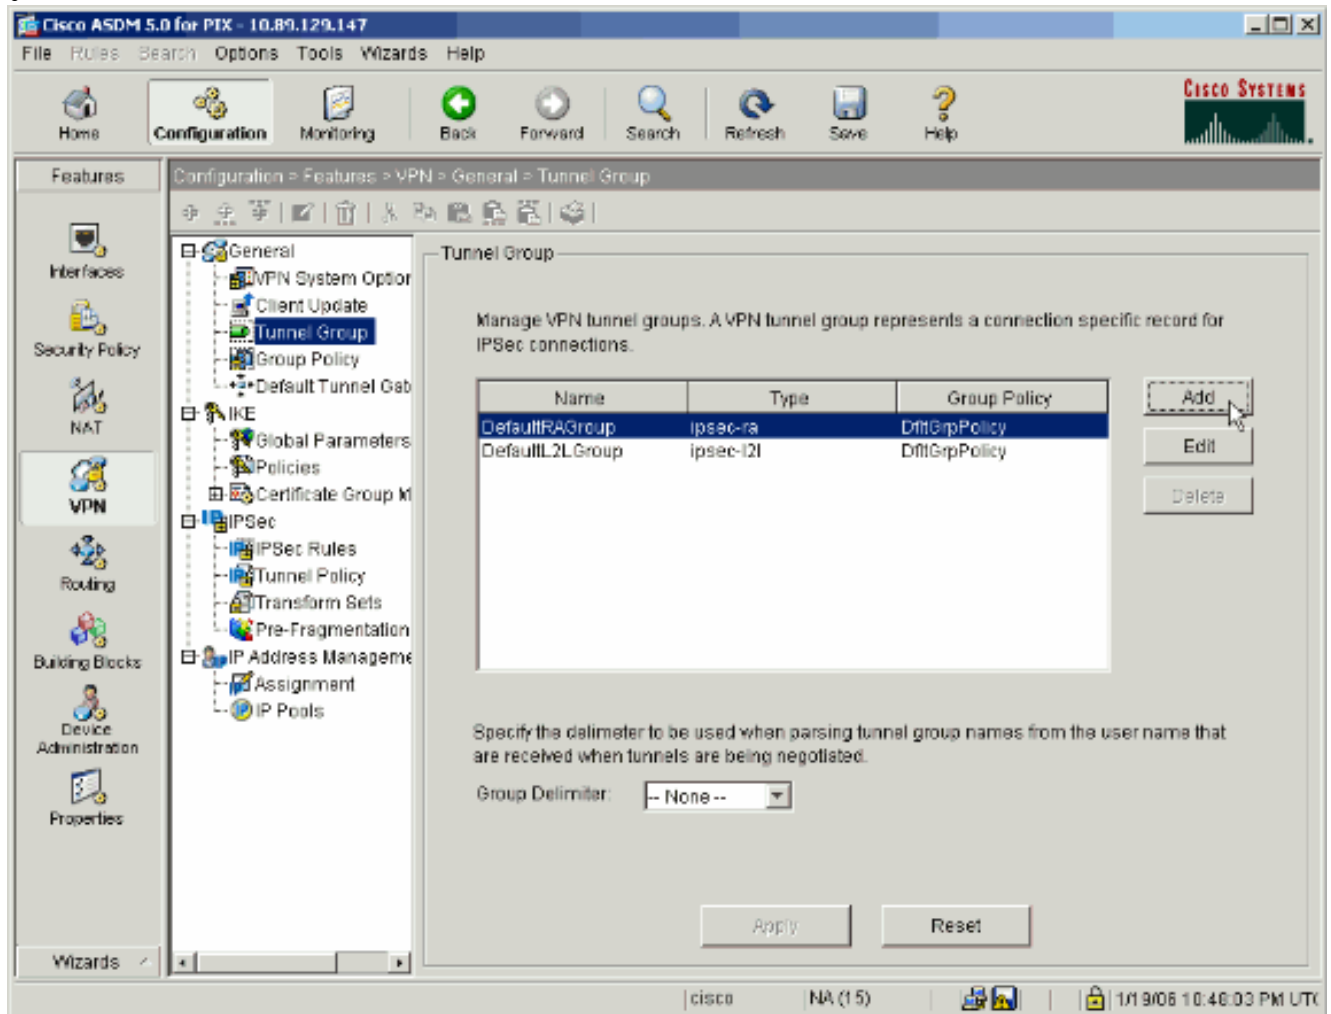 Cisco ASDM 5.0 for PIX - 10.89.129.147
File Rules Search Options Tools Wizards Help
Home Configuration Monitoring Back Forward Search Refresh Save Help
CISCO SYSTEMS
Features
Configuration > Features > VPN > General > Tunnel Group
Interfaces
Security Policy
NAT
VPN
Routing
Building Blocks
Device
Administration
Properties
Wizards
General
VPN System Option
Client Update
Tunnel Group
Group Policy
Default Tunnel Gat
IKE
Global Parameters
Policies
Certificate Group M
IPSec
IPSec Rules
Tunnel Policy
Transform Sets
Pre-Fragmentation
IP Address Manageme
Assignment
IP Pools
Tunnel Group
Manage VPN tunnel groups. A VPN tunnel group represents a connection specific record for
IPSec connections.
Name Type Group Policy
DefaultRAGroup ipsec-ra DfltGrpPolicy
DefaultL2LGroup ipsec-l2l DfltGrpPolicy
Add
Edit
Delete
Specify the delimeter to be used when parsing tunnel group names from the user name that
are received when tunnels are being negotiated.
Group Delimiter: -- None --
Apply Reset
cisco NA (15) 1/19/06 10:48:03 PM UTC